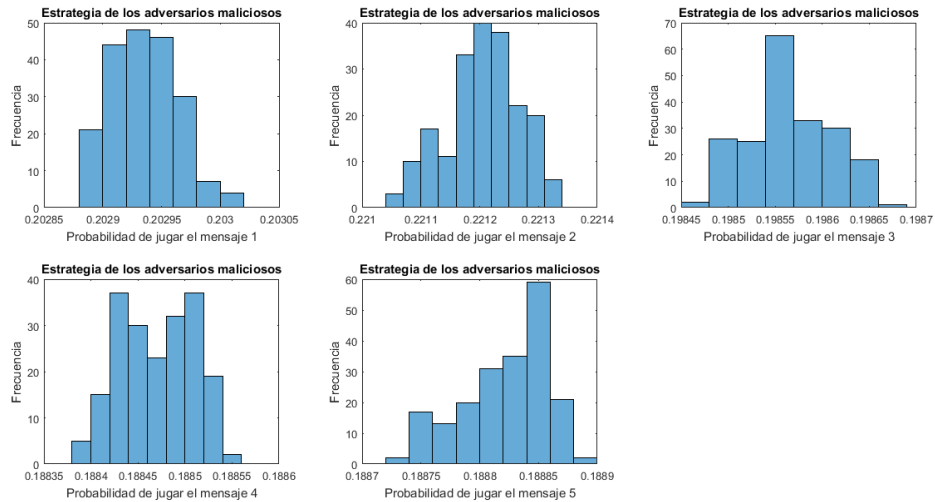 Estrategia de los adversarios maliciosos
50
40
30
20
10
0
Frecuencia
0.20285 0.2029 0.20295 0.203 0.20305
Probabilidad de jugar el mensaje 1
Estrategia de los adversarios maliciosos
40
30
20
10
0
Frecuencia
0.221 0.2211 0.2212 0.2213 0.2214
Probabilidad de jugar el mensaje 2
Estrategia de los adversarios maliciosos
70
60
50
40
30
20
10
0
Frecuencia
0.19845 0.1985 0.19855 0.1986 0.19865 0.1987
Probabilidad de jugar el mensaje 3
Estrategia de los adversarios maliciosos
40
30
20
10
0
Frecuencia
0.18835 0.1884 0.18845 0.1885 0.18855 0.1886
Probabilidad de jugar el mensaje 4
Estrategia de los adversarios maliciosos
60
50
40
30
20
10
0
Frecuencia
0.1887 0.18875 0.1888 0.18885 0.1889
Probabilidad de jugar el mensaje 5